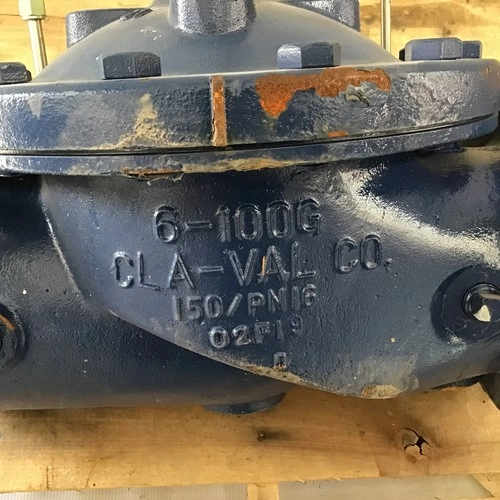 6-100G
CLA-VAL CO.
150/PN16
02F19